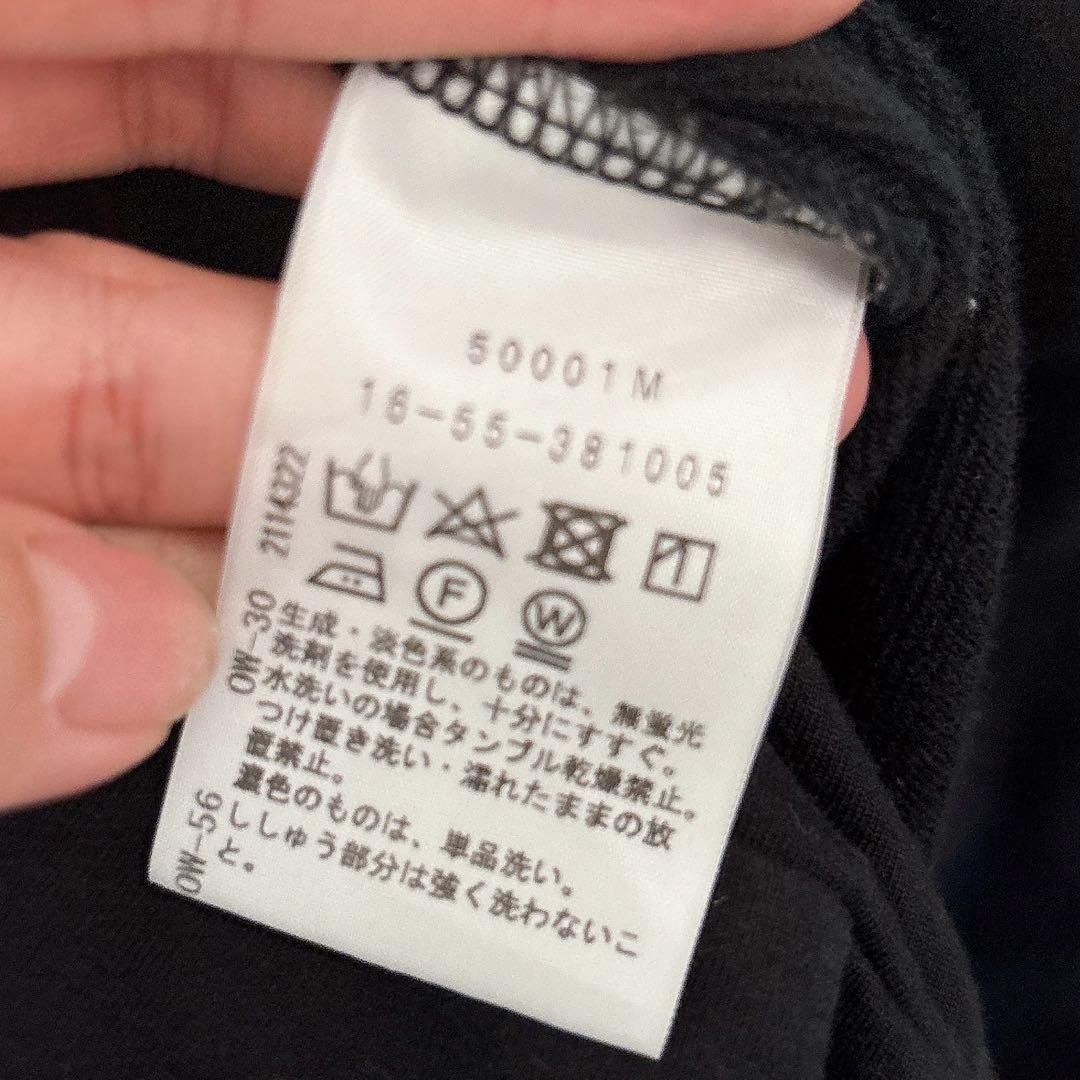 50001M
16-55-381005
2114322
F
W
OW-30
生成・淡色系のものは、無蛍光
洗剤を使用し、十分にすすぐ。
水洗いの場合タンブル乾燥禁止。
つけ置き洗い・濡れたままの放
置禁止。
濃色のものは、単品洗い。
OW-56
ししゅう部分は強く洗わないこ
と。